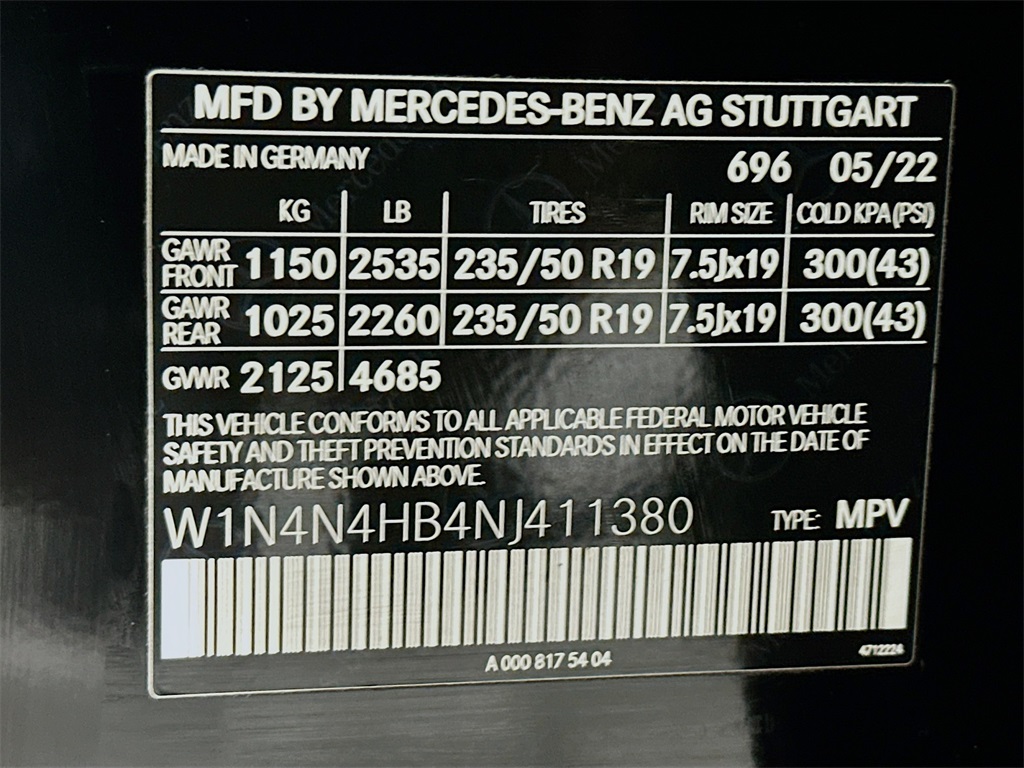 MFD BY MERCEDES-BENZ AG STUTTGART
MADE IN GERMANY 696 05/22
KG LB TIRES RIM SIZE COLD KPA(PSI)
GAWR FRONT 1150 2535 235/50 R19 7.5Jx19 300(43)
GAWR REAR 1025 2260 235/50 R19 7.5Jx19 300(43)
GVWR 2125 4685
THIS VEHICLE CONFORMS TO ALL APPLICABLE FEDERAL MOTOR VEHICLE
SAFETY AND THEFT PREVENTION STANDARDS IN EFFECT ON THE DATE OF
MANUFACTURE SHOWN ABOVE.
W1N4N4HB4NJ411380 TYPE: MPV
A 000 817 54 04 4712224